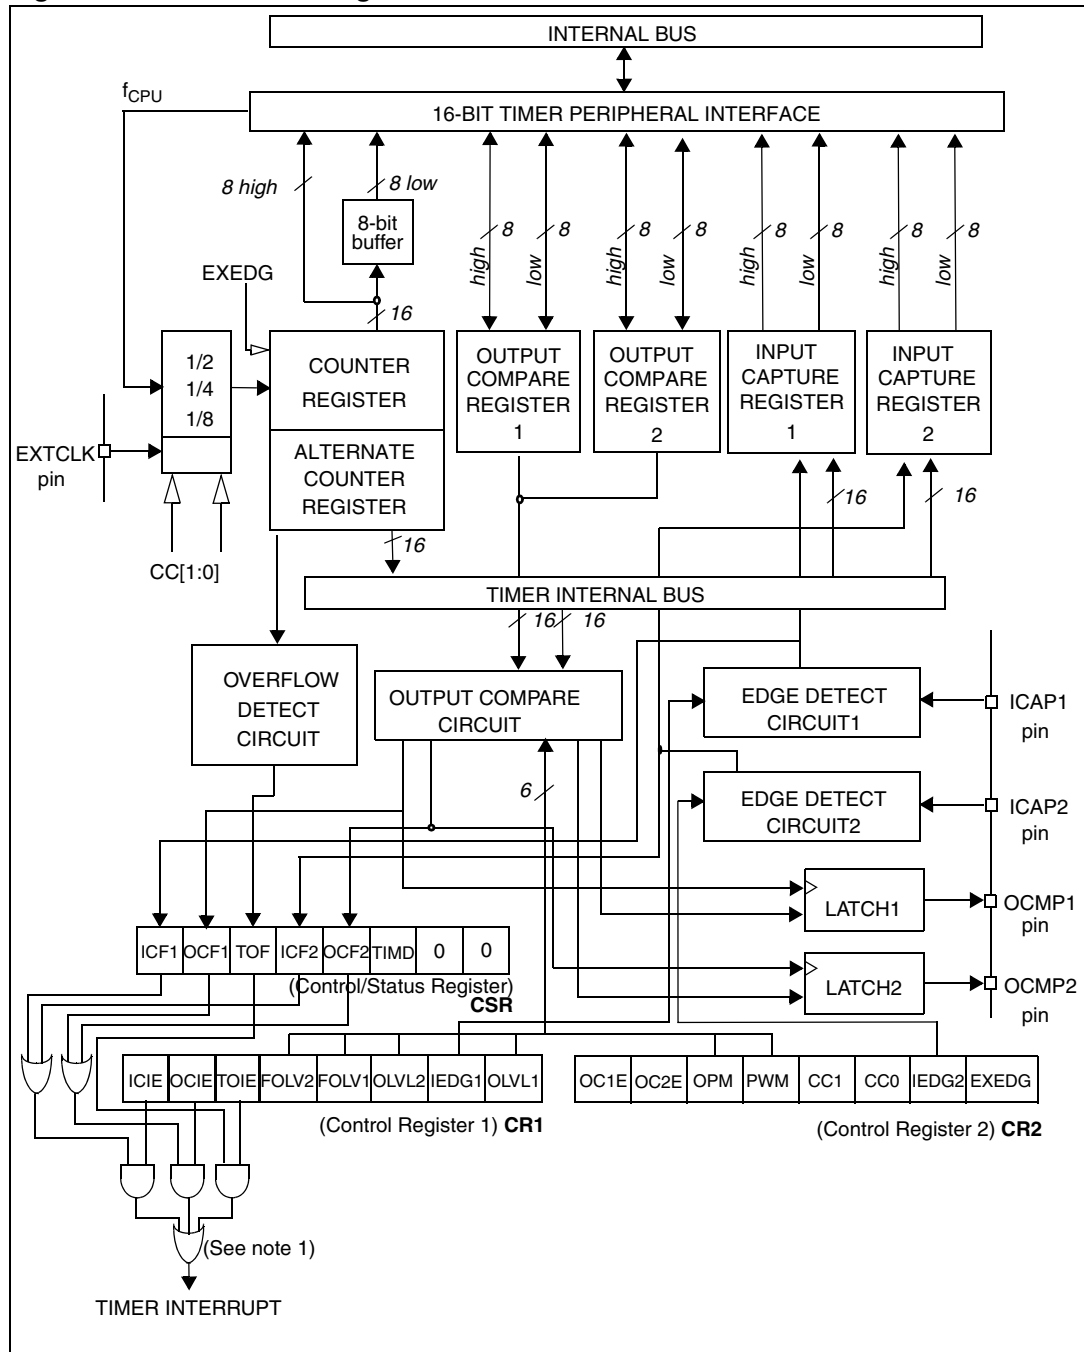 INTERNAL BUS
fCPU
16-BIT TIMER PERIPHERAL INTERFACE
8 high
8 low
8-bit
buffer
high
8
low
8
high
8
low
8
high
8
low
8
high
8
low
8
EXEDG
16
1/2
1/4
1/8
COUNTER
REGISTER
OUTPUT
COMPARE
REGISTER
1
OUTPUT
COMPARE
REGISTER
2
INPUT
CAPTURE
REGISTER
1
INPUT
CAPTURE
REGISTER
2
EXTCLK
pin
ALTERNATE
COUNTER
REGISTER
16
16
16
CC[1:0]
TIMER INTERNAL BUS
16
16
OVERFLOW
DETECT
CIRCUIT
OUTPUT COMPARE
CIRCUIT
EDGE DETECT
CIRCUIT1
ICAP1
pin
6
EDGE DETECT
CIRCUIT2
ICAP2
pin
LATCH1
OCMP1
pin
ICF1 OCF1 TOF ICF2 OCF2 TIMD 0 0
(Control/Status Register)
CSR
LATCH2
OCMP2
pin
ICIE OCIE TOIE FOLV2 FOLV1 OLVL2 IEDG1 OLVL1
OC1E OC2E OPM PWM CC1 CC0 IEDG2 EXEDG
(Control Register 1) CR1
(Control Register 2) CR2
(See note 1)
TIMER INTERRUPT